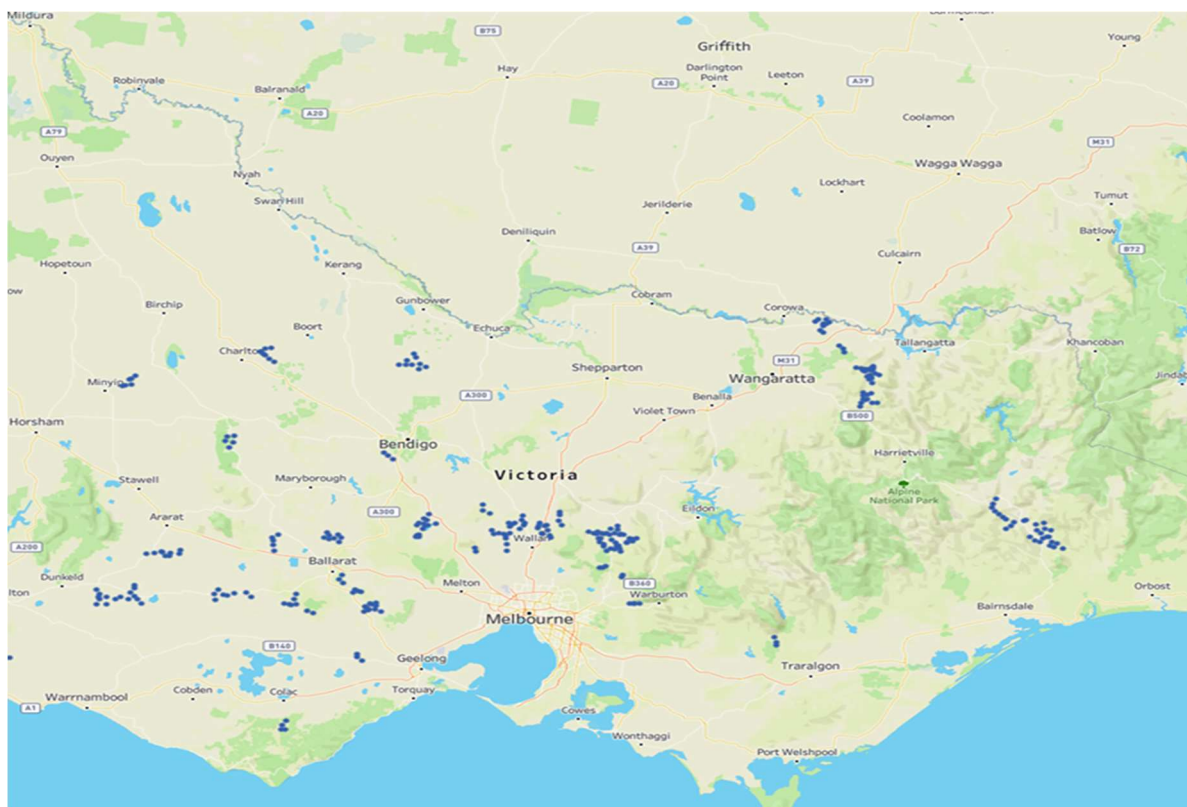 Mildura
B75
Young
Griffith
Robinvale
Hay
Darlington
Point
Leeton
A39
Balranald
A20
A20
Coolamon
A79
M31
Ouyen
Wagga Wagga
Nyah
Lockhart
Tumut
Swan Hill
Jerilderie
Deniliquin
Batlow
A39
B72
Hopetoun
Kerang
Culcairn
Birchip
Gunbower
Cobram
Corowa
Boort
Echuca
Tallangatta
Khancoban
Charlton
M31
Shepparton
Wangaratta
Minyip
A300
Benalla
Violet Town
B500
Horsham
Bendigo
Harrietville
Victoria
Stawell
Maryborough
Alpine
National Park
Eildon
Ararat
A300
A200
Ballarat
Dunkeld
Melton
B360
Warburton
Orbost
Melbourne
Bairnsdale
B140
Geelong
Traralgon
Warrnambool
Cobden
Colac
Torquay
A1
Cowes
Wonthaggi
Port Welshpool